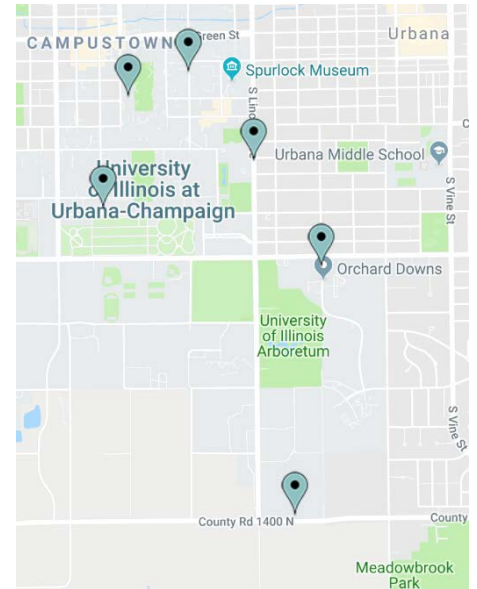 Green St
Urbana
CAMPUSTOWN
Spurlock Museum
S Linc
Urbana Middle School
University
of Illinois at
Urbana-Champaign
S Vine St
Orchard Downs
University
of Illinois
Arboretum
S Vine St
County Rd 1400 N
County
Meadowbrook
Park